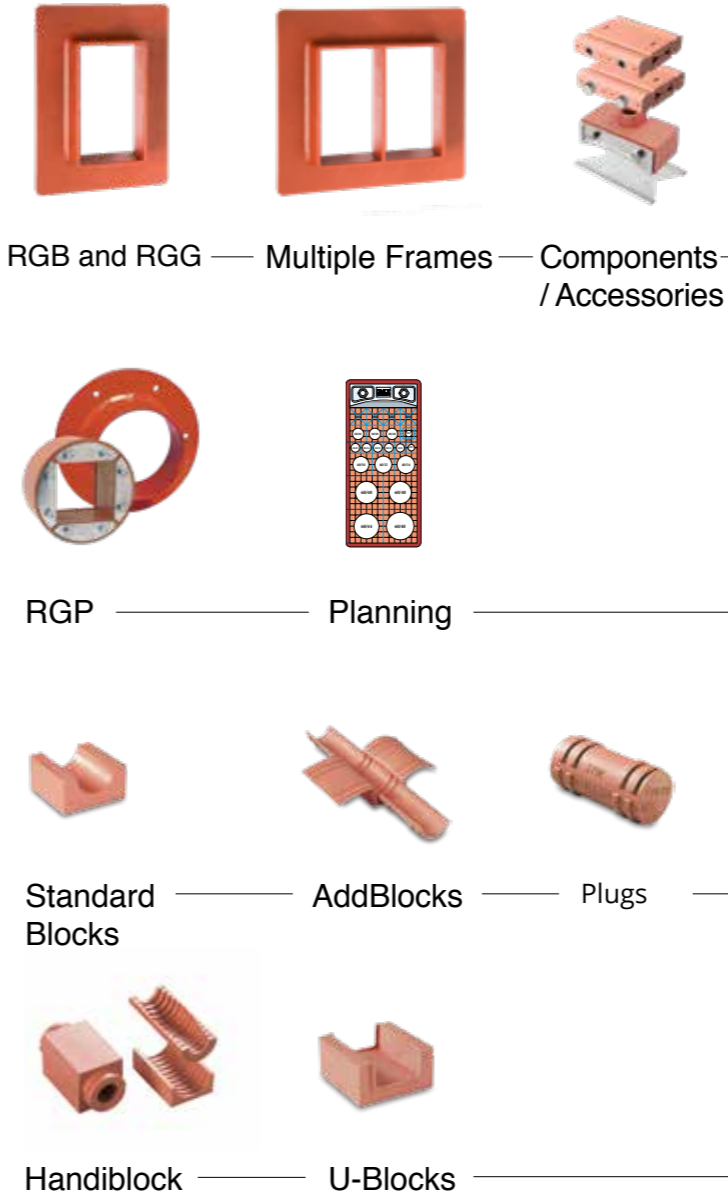 RGB and RGG
Multiple Frames
Components
/ Accessories
RGP
Planning
Standard
Blocks
AddBlocks
Plugs
Handiblock
U-Blocks